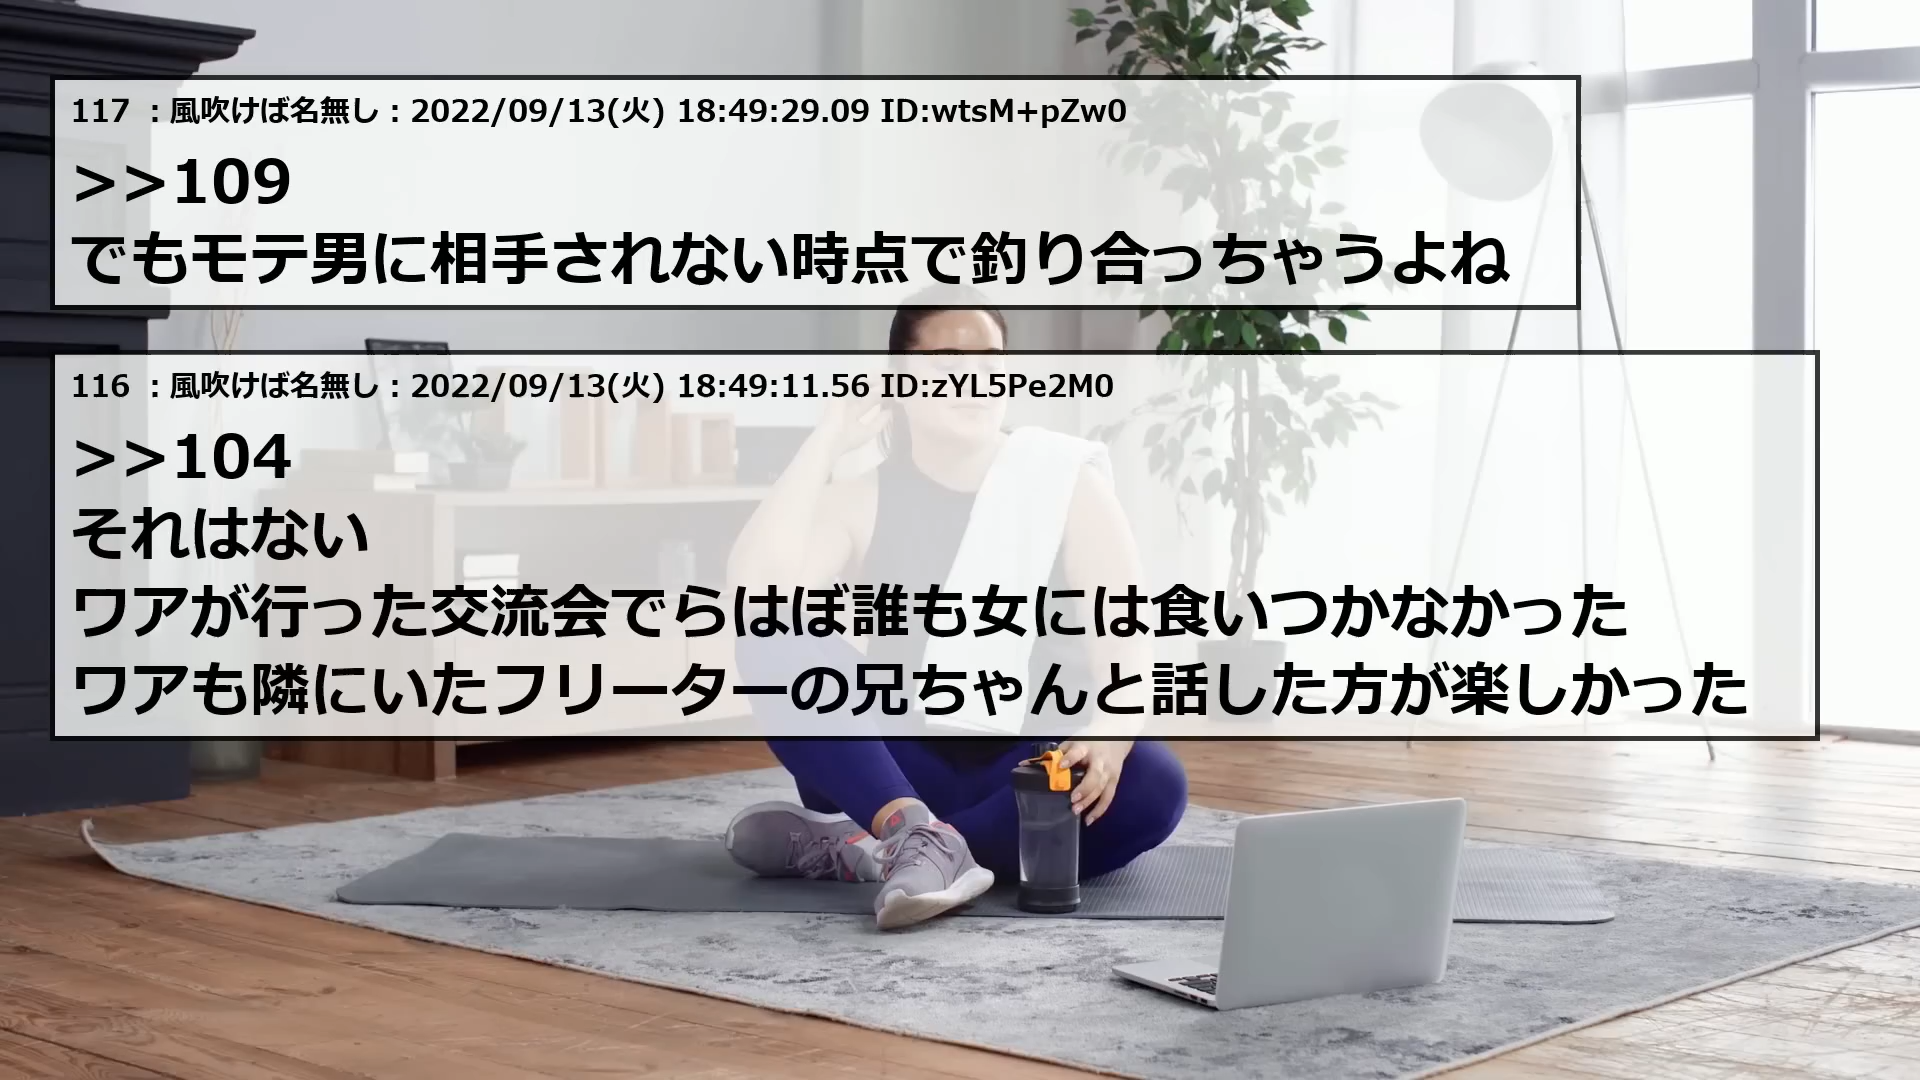 117 ：風吹けば名無し：2022/09/13(火) 18:49:29.09 ID:wtsM+pZw0
>>109
でもモテ男に相手されない時点で釣り合っちゃうよね
116 ：風吹けば名無し：2022/09/13(火) 18:49:11.56 ID:zYL5Pe2M0
>>104
それはない
ワアが行った交流会でらはぼ誰も女には食いつかなかった
ワアも隣にいたフリーターの兄ちゃんと話した方が楽しかった